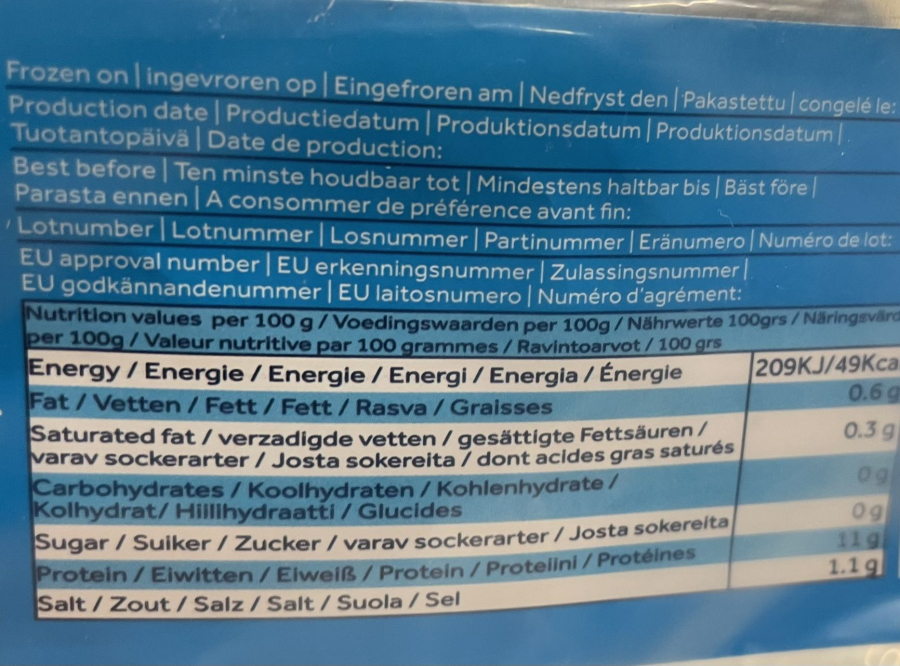 Frozen on | ingevroren op | Eingefroren am | Nedfryst den | Pakastettu | congelé le:
Production date | Productiedatum | Produktionsdatum | Produktionsdatum |
Tuotantopäivä | Date de production:
Best before | Ten minste houdbaar tot | Mindestens haltbar bis | Bäst före |
Parasta ennen | A consommer de préférence avant fin:
Lotnumber | Lotnummer | Losnummer | Partinummer | Eränumero | Numéro de lot:
EU approval number | EU erkenningsnummer | Zulassingsnummer |
EU godkännandenummer | EU laitosnumero | Numéro d'agrément:
Nutrition values per 100 g / Voedingswaarden per 100g / Nährwerte 100grs / Näringsvärd
per 100g / Valeur nutritive par 100 grammes / Ravintoarvot / 100 grs
Energy / Energie / Energie / Energi / Energia / Énergie 209KJ/49Kca
Fat / Vetten / Fett / Fett / Rasva / Graisses 0.6 g
Saturated fat / verzadigde vetten / gesättigte Fettsäuren / 0.3 g
varav sockerarter / Josta sokereita / dont acides gras saturés
Carbohydrates / Koolhydraten / Kohlenhydrate / 0 g
Kolhydrat/ Hiillihydraatti / Glucides
Sugar / Suiker / Zucker / varav sockerarter / Josta sokereita 0 g
Protein / Eiwitten / Eiweiß / Protein / Proteiini / Protéines 11 g
Salt / Zout / Salz / Salt / Suola / Sel 1.1 g